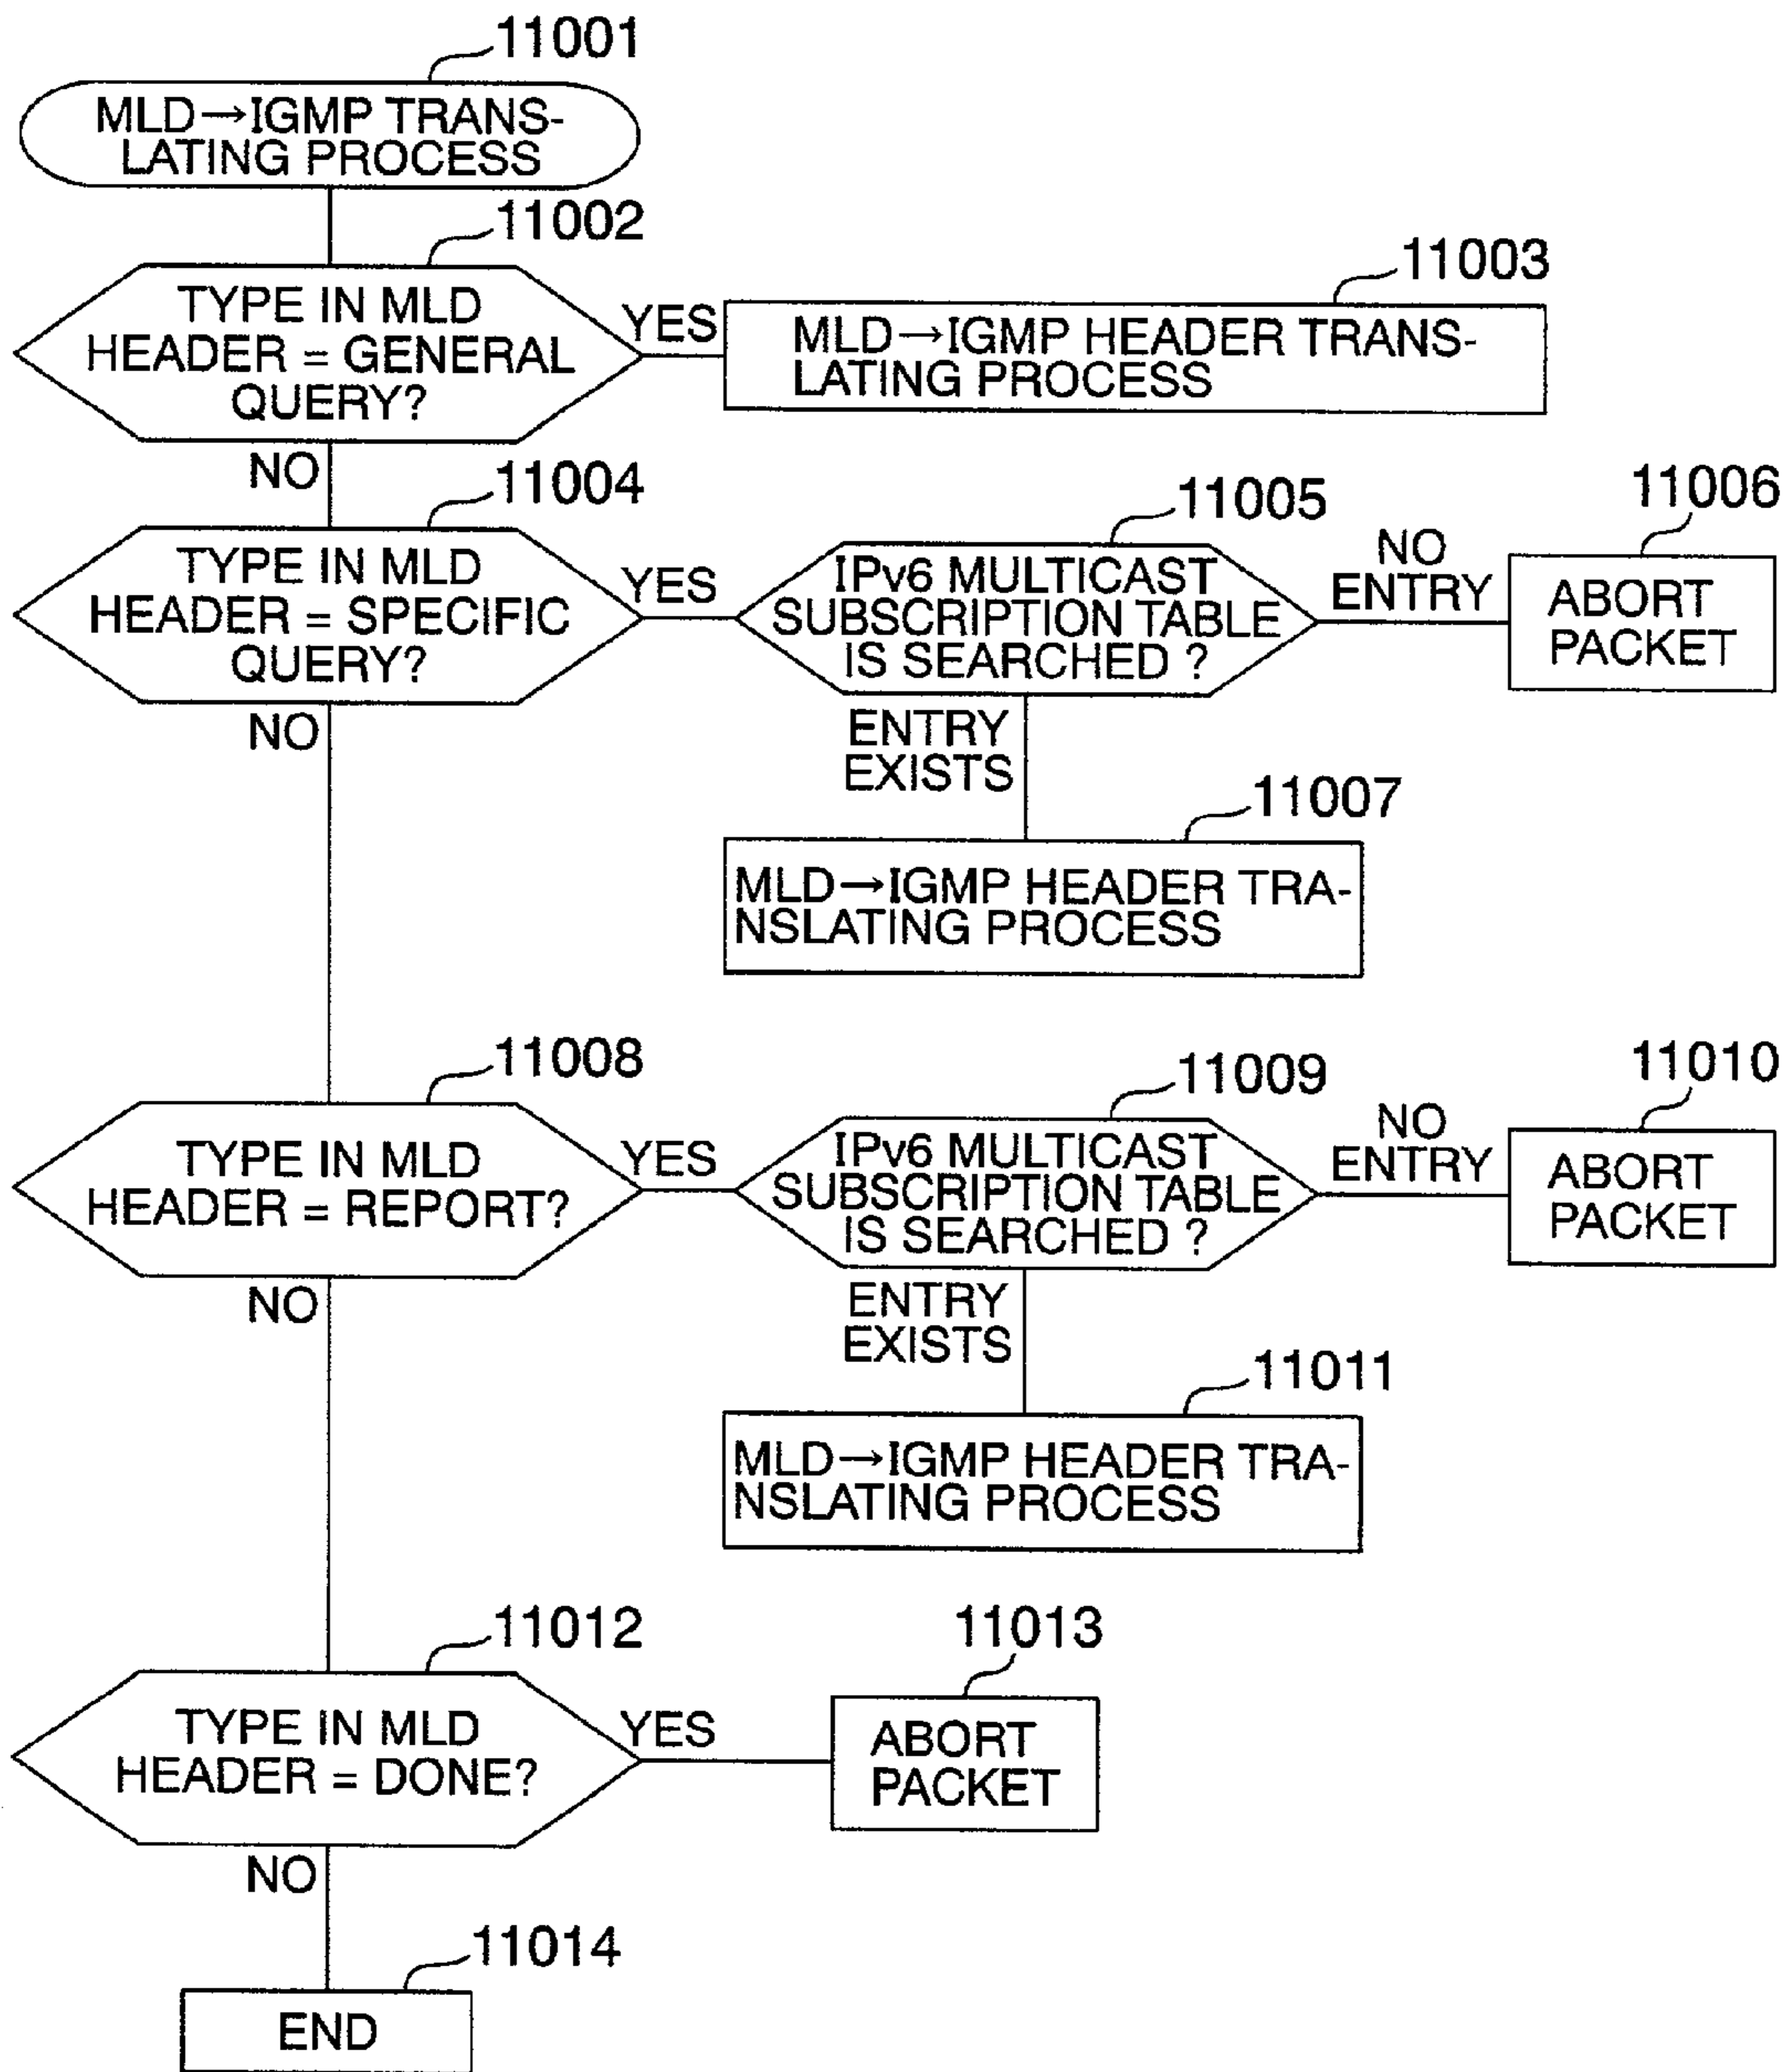 11001
MLD→IGMP TRANS-
LATING PROCESS
11002
TYPE IN MLD
HEADER = GENERAL
QUERY?
YES
11003
MLD→IGMP HEADER TRANS-
LATING PROCESS
NO
11004
TYPE IN MLD
HEADER = SPECIFIC
QUERY?
YES
11005
IPv6 MULTICAST
SUBSCRIPTION TABLE
IS SEARCHED ?
NO
ENTRY
11006
ABORT
PACKET
NO
ENTRY
EXISTS
11007
MLD→IGMP HEADER TRA-
NSLATING PROCESS
11008
TYPE IN MLD
HEADER = REPORT?
YES
11009
IPv6 MULTICAST
SUBSCRIPTION TABLE
IS SEARCHED ?
NO
ENTRY
11010
ABORT
PACKET
NO
ENTRY
EXISTS
11011
MLD→IGMP HEADER TRA-
NSLATING PROCESS
11012
TYPE IN MLD
HEADER = DONE?
YES
11013
ABORT
PACKET
NO
11014
END